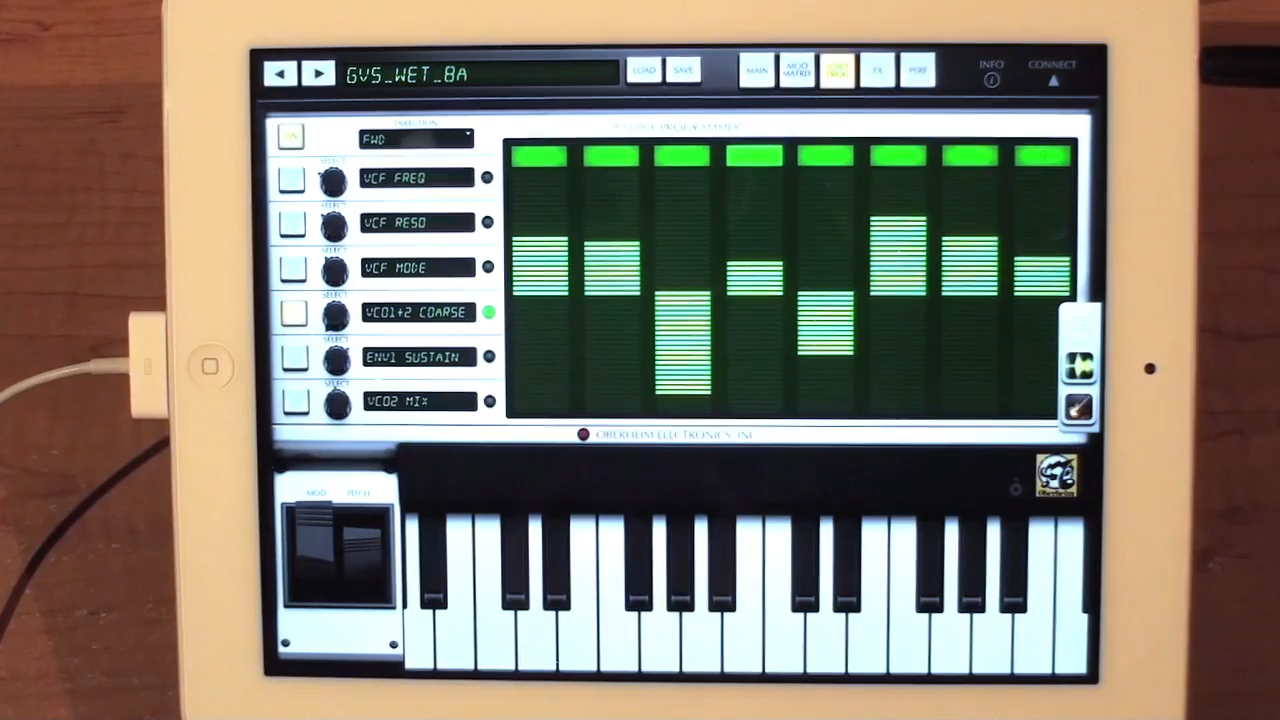 GVS_WET_8A
LOAD
SAVE
MAIN
MOD
MATRIX
FX
PERF
INFO
CONNECT
ON
DIRECTION
FWD
SELECT
VCF FREQ
SELECT
VCF RESO
SELECT
VCF MODE
SELECT
VCO1+2 COARSE
SELECT
ENV1 SUSTAIN
SELECT
VCO2 MIX
OBERHEIM ELECTRONICS, INC
MOD
PITCH
Oberheim